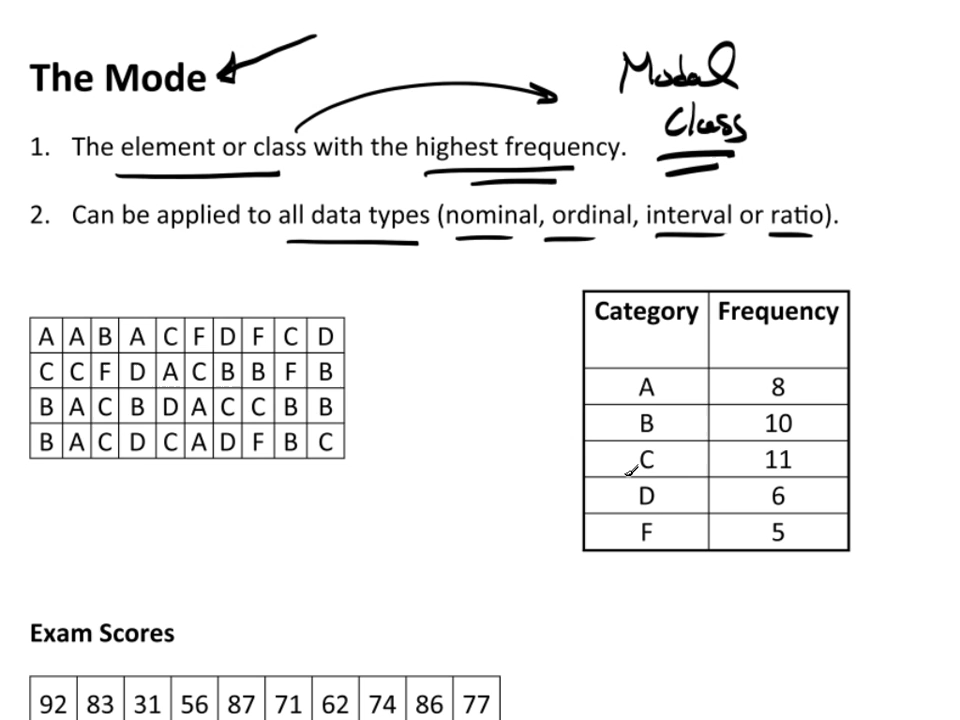 The Mode
Modal
Class
1. The element or class with the highest frequency.
2. Can be applied to all data types (nominal, ordinal, interval or ratio).
A A B A C F D F C D
C C F D A C B B F B
B A C B D A C C B B
B A C D C A D F B C
Category Frequency
A 8
B 10
C 11
D 6
F 5
Exam Scores
92 83 31 56 87 71 62 74 86 77